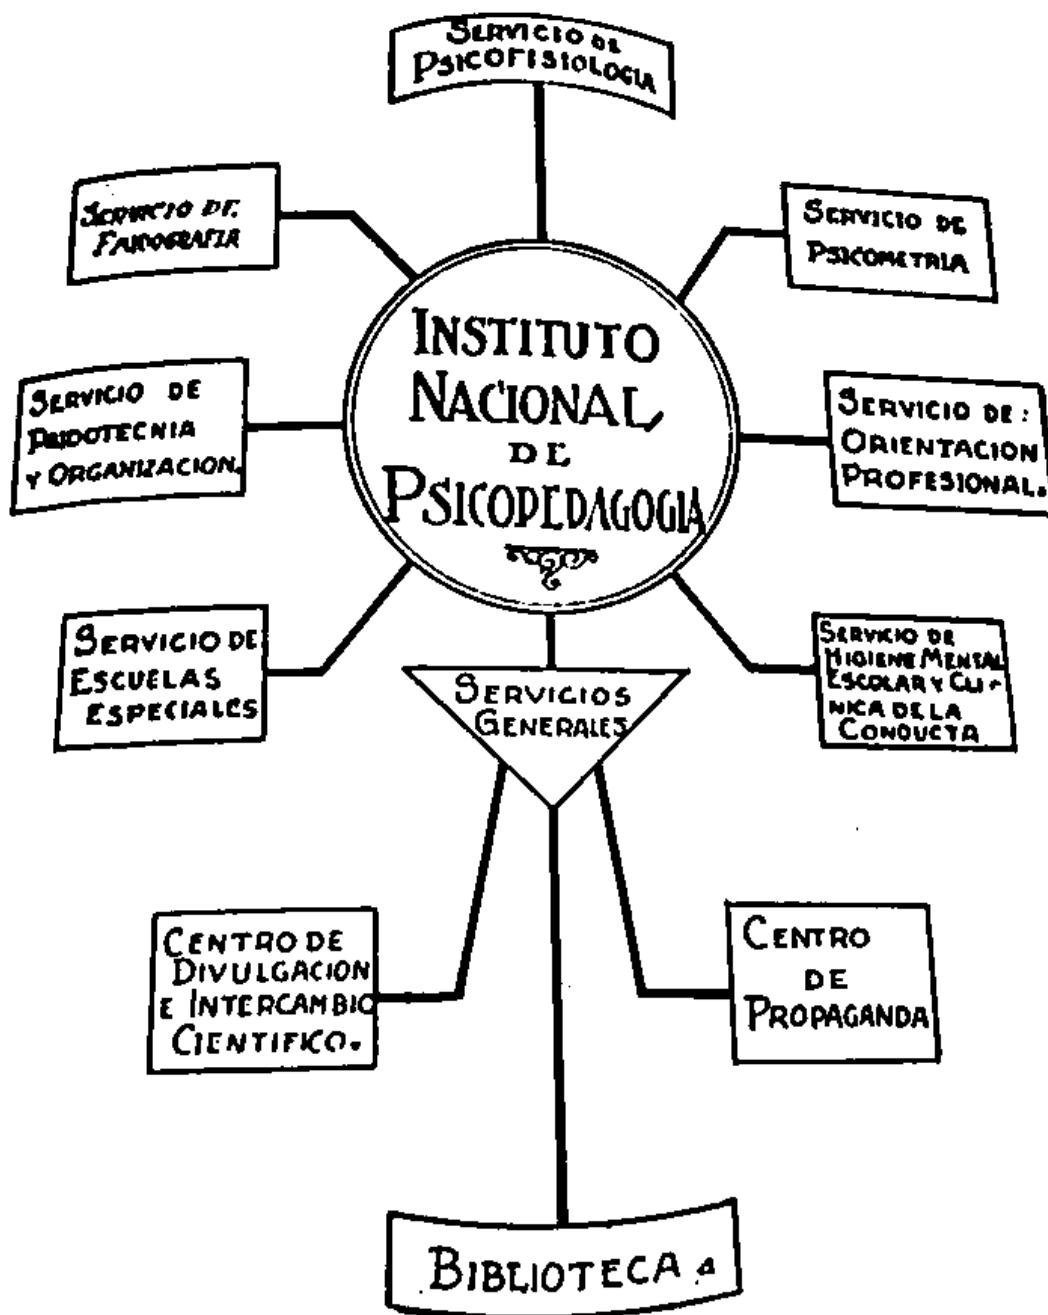 SERVICIO DE
PSICOFISIOLOGIA
SERVICIO DE.
SERVICIO DE
PSICOMETRIA
INSTITUTO
NACIONAL
DE
PSICOPEDAGOGIA
SERVICIO DE
PAIDOTECNIA
Y ORGANIZACION.
SERVICIO DE:
ORIENTACION
PROFESIONAL.
SERVICIO DE
ESCUELAS
ESPECIALES
SERVICIOS
GENERALES
SERVICIO DE
HIGIENE MENTAL
ESCOLAR Y CLI-
NICA DE LA
CONDUCTA
CENTRO DE
DIVULGACION
E INTERCAMBIO
CIENTIFICO.
CENTRO
DE
PROPAGANDA
BIBLIOTECA